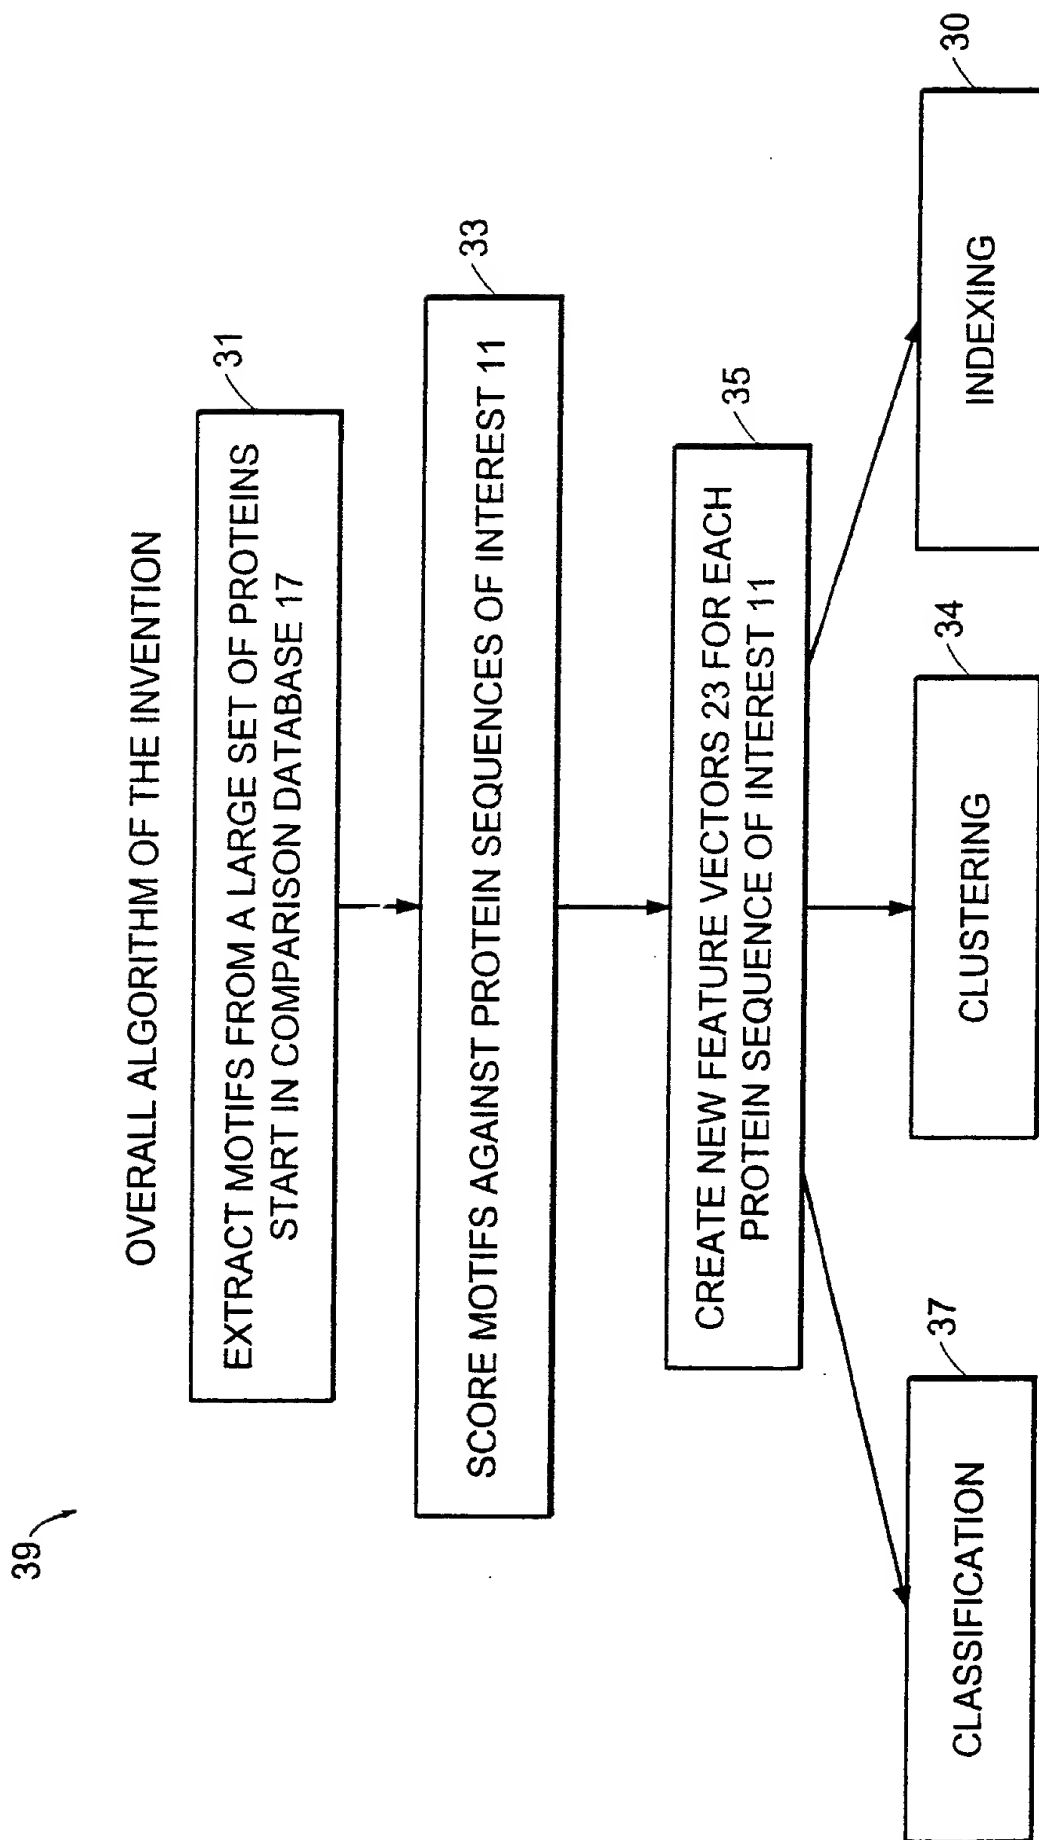 39
OVERALL ALGORITHM OF THE INVENTION
31
EXTRACT MOTIFS FROM A LARGE SET OF PROTEINS
START IN COMPARISON DATABASE 17
33
SCORE MOTIFS AGAINST PROTEIN SEQUENCES OF INTEREST 11
35
CREATE NEW FEATURE VECTORS 23 FOR EACH
PROTEIN SEQUENCE OF INTEREST 11
37
CLASSIFICATION
34
CLUSTERING
30
INDEXING